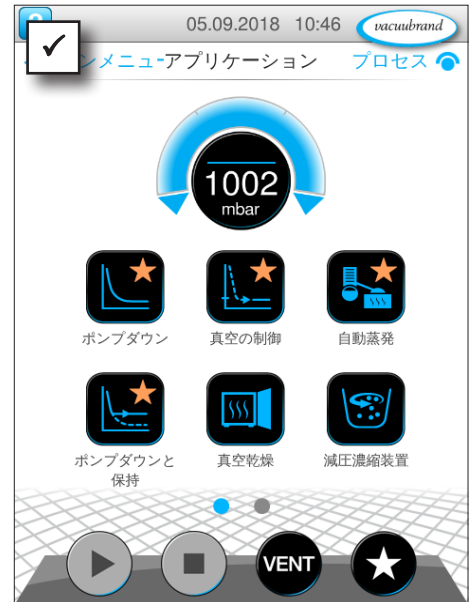 05.09.2018 10:46 vacuubrand
ンメニュー アプリケーション プロセス
1002
mbar
ポンプダウン 真空の制御 自動蒸発
ポンプダウンと
保持
真空乾燥 減圧濃縮装置
VENT